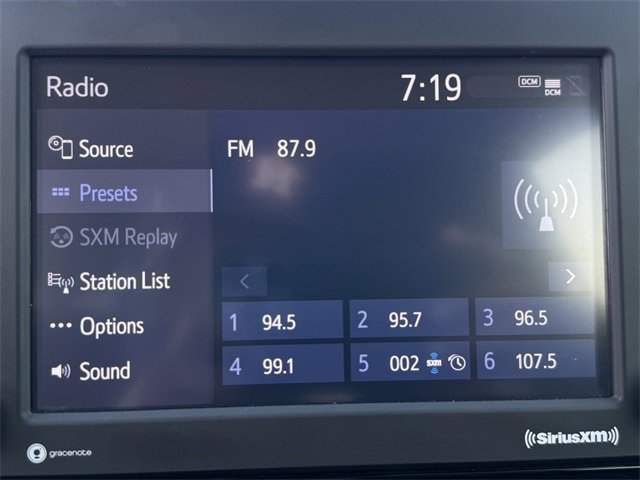 Radio 7:19 DCM DCM
Source
FM 87.9
Presets
SXM Replay
Station List
Options
Sound
1 94.5 2 95.7 3 96.5
4 99.1 5 002 sxm 6 107.5
gracenote
SiriusXM